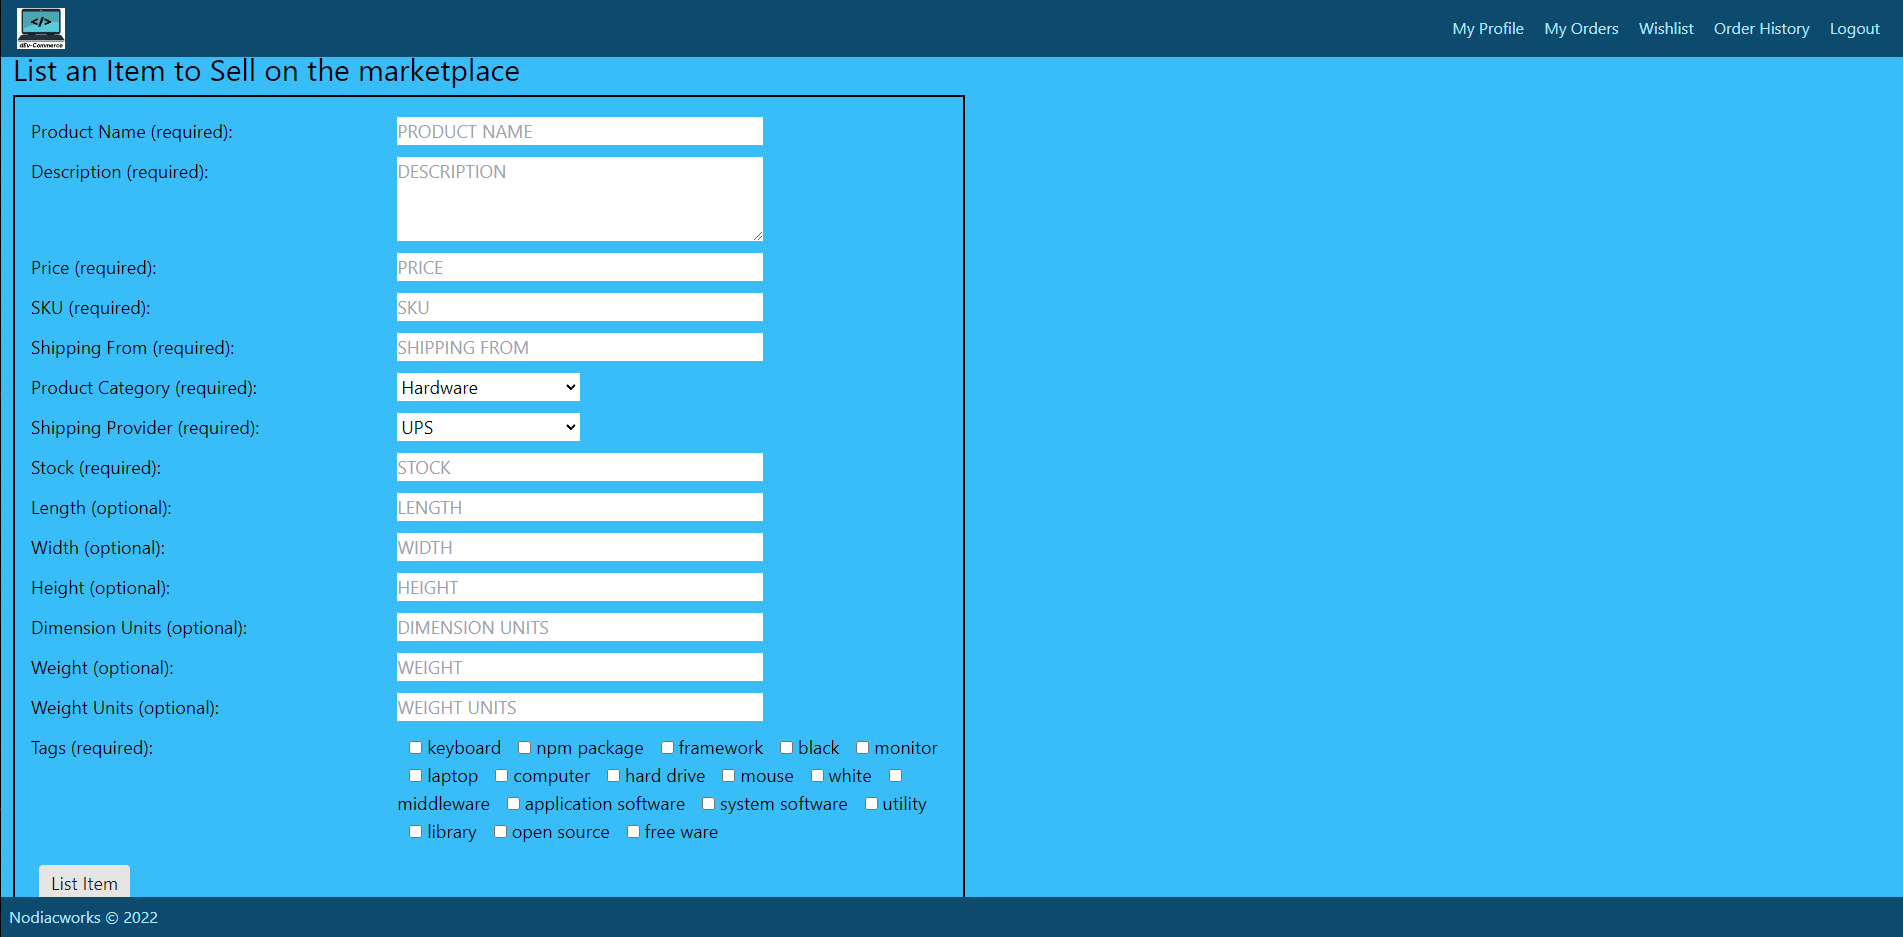 </>
dEv-Commerce
My Profile My Orders Wishlist Order History Logout
List an Item to Sell on the marketplace
Product Name (required): PRODUCT NAME
Description (required): DESCRIPTION
Price (required): PRICE
SKU (required): SKU
Shipping From (required): SHIPPING FROM
Product Category (required): Hardware
Shipping Provider (required): UPS
Stock (required): STOCK
Length (optional): LENGTH
Width (optional): WIDTH
Height (optional): HEIGHT
Dimension Units (optional): DIMENSION UNITS
Weight (optional): WEIGHT
Weight Units (optional): WEIGHT UNITS
Tags (required): keyboard npm package framework black monitor
laptop computer hard drive mouse white
middleware application software system software utility
library open source free ware
List Item
Nodiacworks © 2022